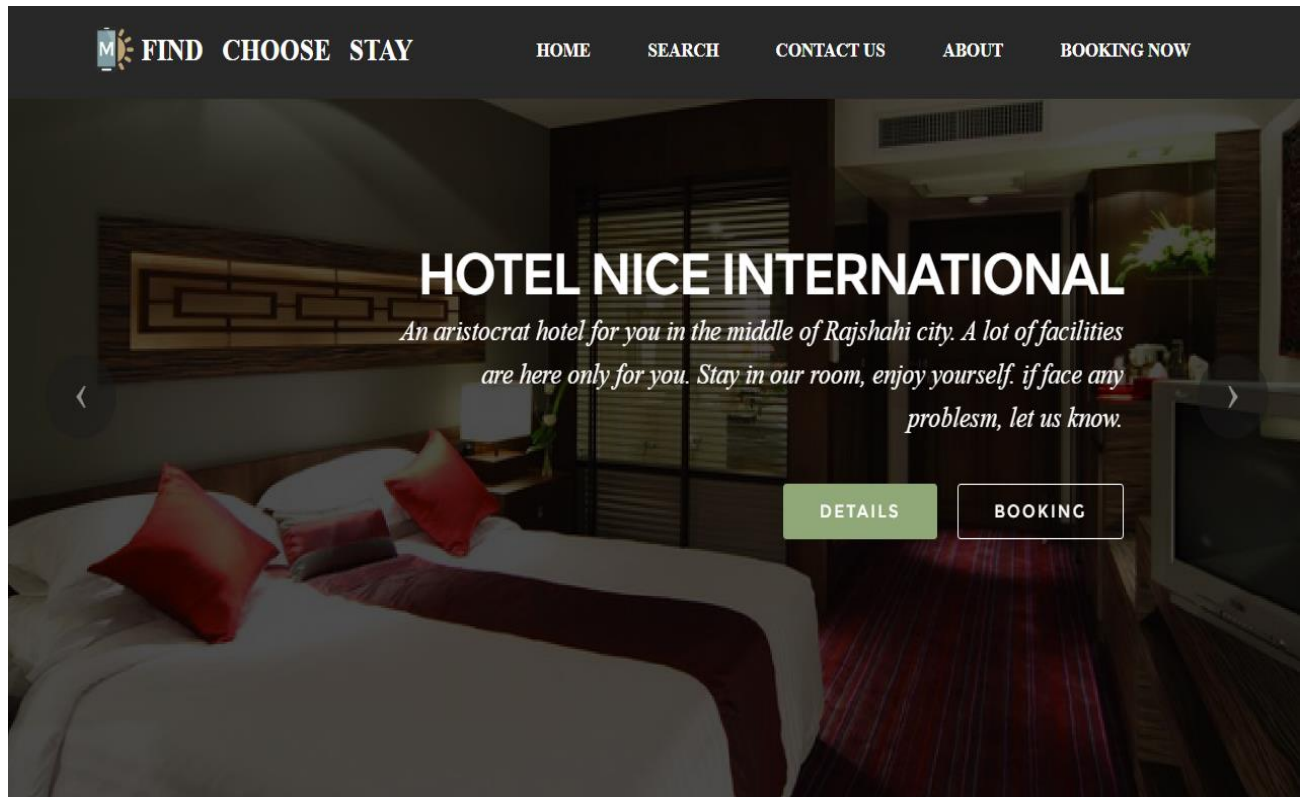 M FIND CHOOSE STAY
HOME SEARCH CONTACT US ABOUT BOOKING NOW
HOTEL NICE INTERNATIONAL
An aristocrat hotel for you in the middle of Rajshahi city. A lot of facilities
are here only for you. Stay in our room, enjoy yourself. if face any
problesm, let us know.
DETAILS BOOKING